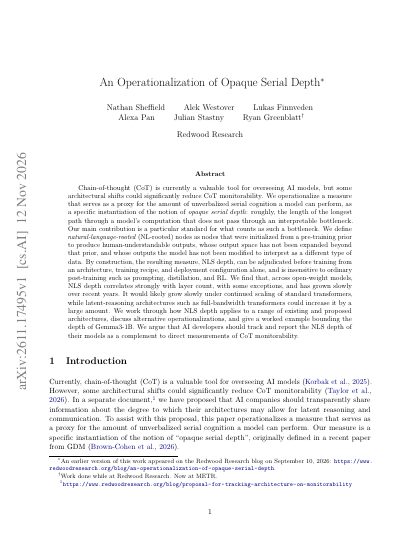 An Operationalization of Opaque Serial Depth*
Nathan Sheffield Alek Westover Lukas Finnveden
Alexa Pan Julian Stastny Ryan Greenblatt†
Redwood Research
Abstract
Chain-of-thought (CoT) is currently a valuable tool for overseeing AI models, but some
architectural shifts could significantly reduce CoT monitorability. We operationalize a measure
that serves as a proxy for the amount of unverbalized serial cognition a model can perform, as
a specific instantiation of the notion of opaque serial depth: roughly, the length of the longest
path through a model's computation that does not pass through an interpretable bottleneck.
Our main contribution is a particular standard for what counts as such a bottleneck. We define
natural-language-rooted (NL-rooted) nodes as nodes that were initialized from a pre-training prior
to produce human-understandable outputs, whose output space has not been expanded beyond
that prior, and whose outputs the model has not been modified to interpret as a different type of
data. By construction, the resulting measure, NLS depth, can be adjudicated before training from
an architecture, training recipe, and deployment configuration alone, and is insensitive to ordinary
post-training such as prompting, distillation, and RL. We find that, across open-weight models,
NLS depth correlates strongly with layer count, with some exceptions, and has grown slowly
over recent years. It would likely grow slowly under continued scaling of standard transformers,
while latent-reasoning architectures such as full-bandwidth transformers could increase it by a
large amount. We work through how NLS depth applies to a range of existing and proposed
architectures, discuss alternative operationalizations, and give a worked example bounding the
depth of Gemma3-1B. We argue that AI developers should track and report the NLS depth of
their models as a complement to direct measurements of CoT monitorability.
arXiv:2611.17495v1 [cs.AI] 12 Nov 2026
1 Introduction
Currently, chain-of-thought (CoT) is a valuable tool for overseeing AI models (Korbak et al., 2025).
However, some architectural shifts could significantly reduce CoT monitorability (Taylor et al.,
2026). In a separate document,‡ we have proposed that AI companies should transparently share
information about the degree to which their architectures may allow for latent reasoning and
communication. To assist with this proposal, this paper operationalizes a measure that serves as
a proxy for the amount of unverbalized serial cognition a model can perform. Our measure is a
specific instantiation of the notion of "opaque serial depth", originally defined in a recent paper
from GDM (Brown-Cohen et al., 2026).
*An earlier version of this work appeared on the Redwood Research blog on September 10, 2026: https://www.
redwoodresearch.org/blog/an-operationalization-of-opaque-serial-depth
†Work done while at Redwood Research. Now at METR.
‡https://www.redwoodresearch.org/blog/proposal-for-tracking-architecture-on-monitorability
1